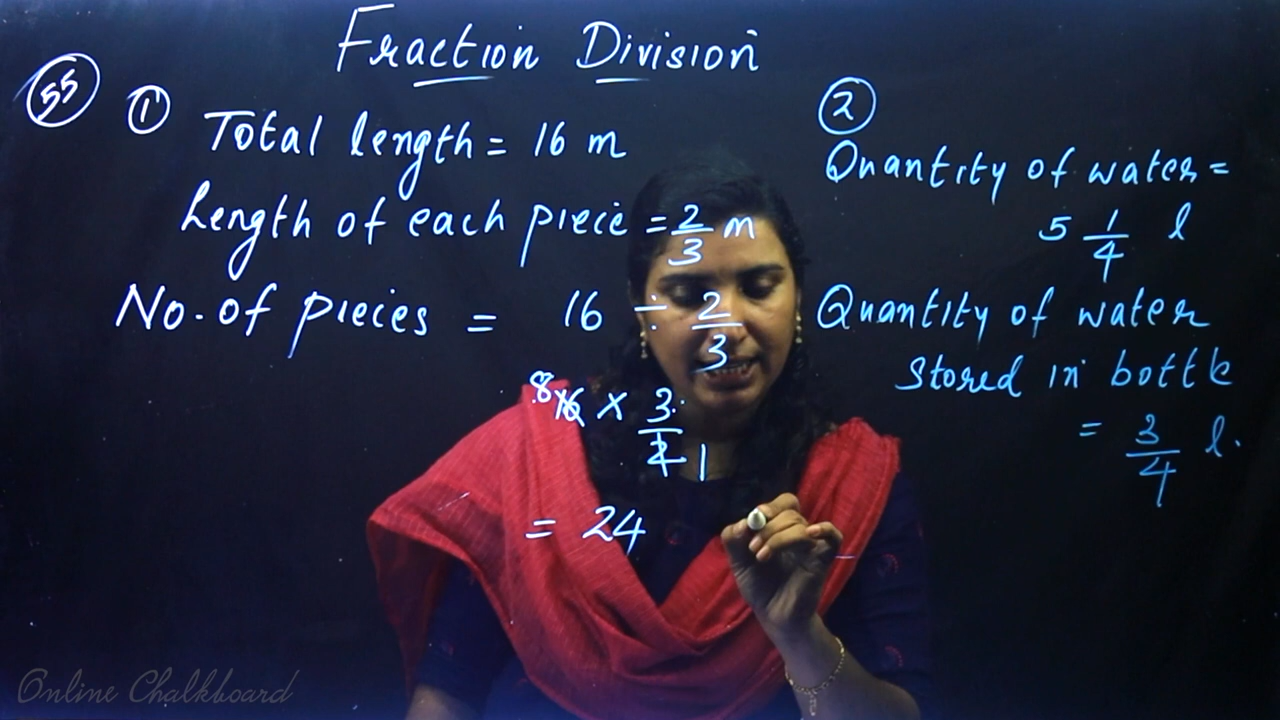 Fraction Division
55 ① Total length = 16 m
Length of each piece = 2/3 m
No. of pieces = 16 ÷ 2/3
8 16 × 3/2 1
= 24
②
Quantity of water =
5 1/4 l
Quantity of water
stored in bottle
= 3/4 l.
Online Chalkboard